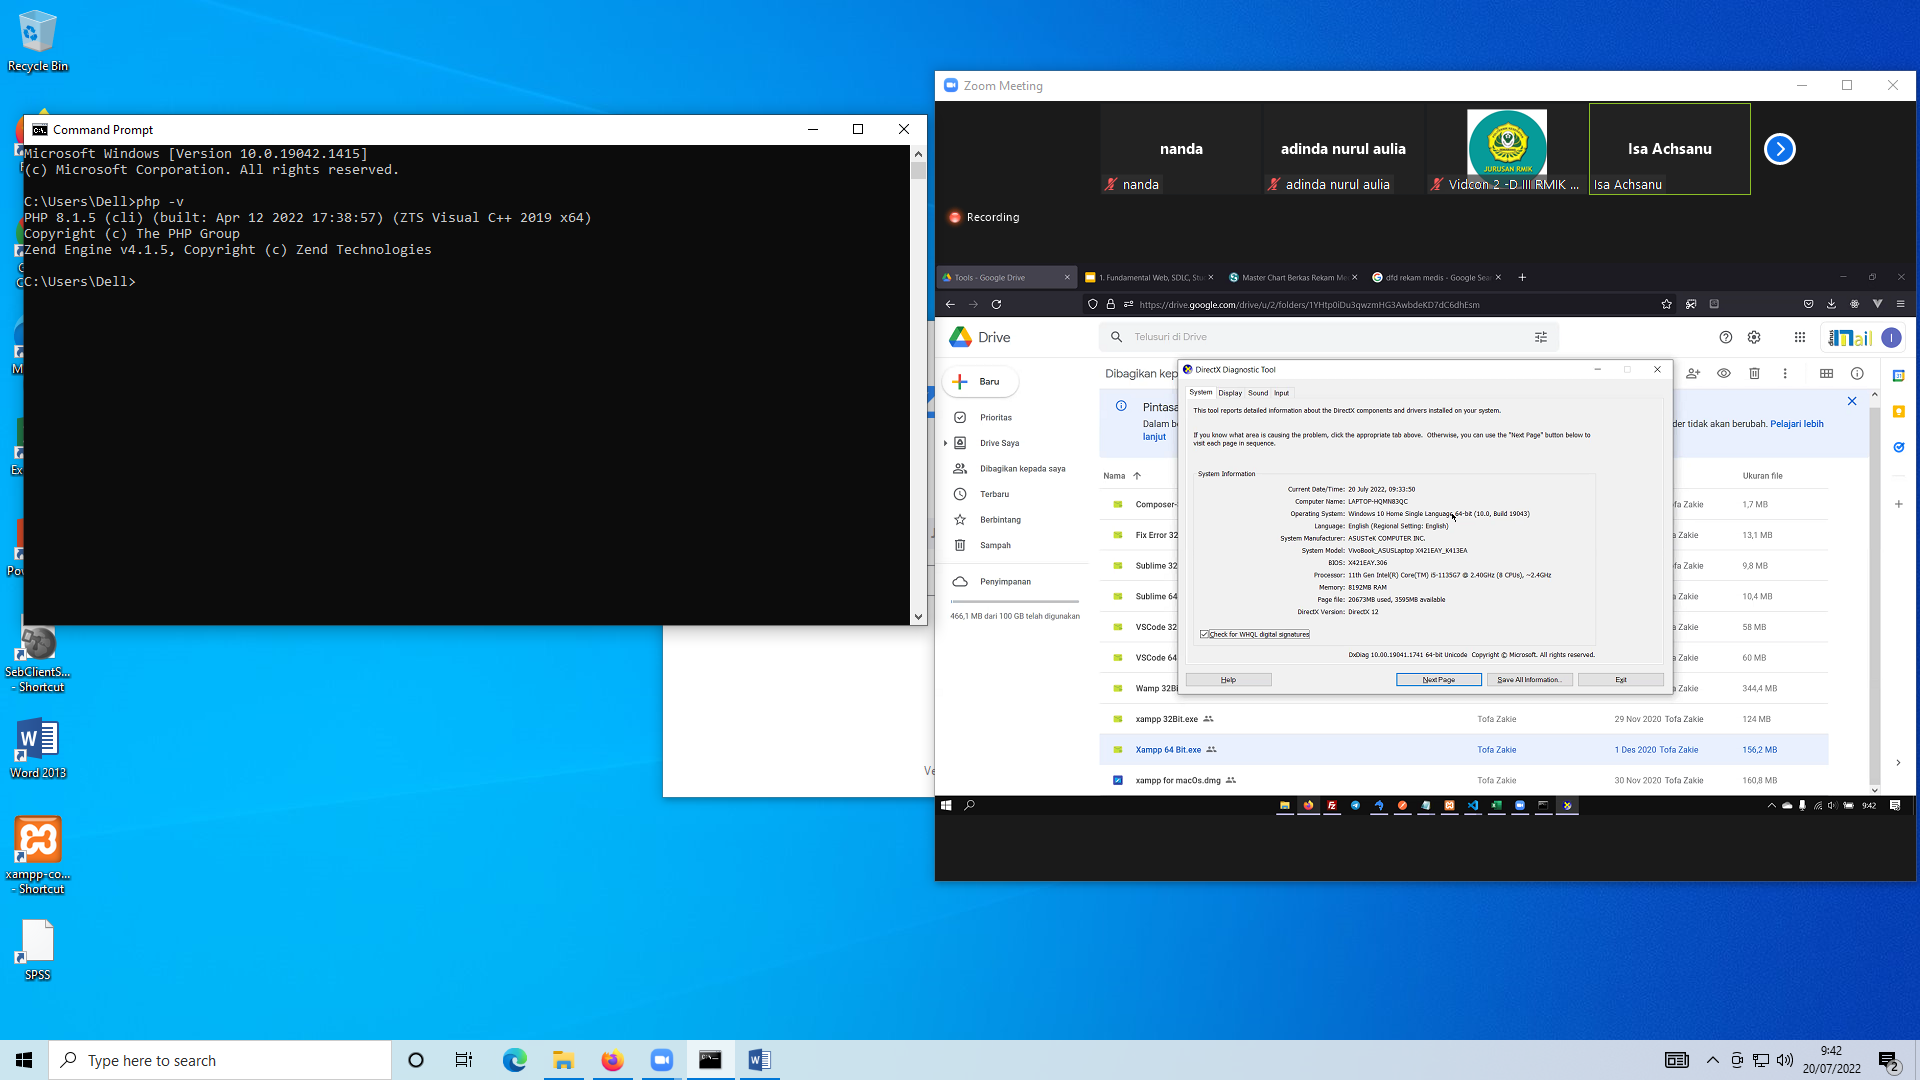 Recycle Bin
Command Prompt
Microsoft Windows [Version 10.0.19042.1415]
(c) Microsoft Corporation. All rights reserved.
C:\Users\Dell>php -v
PHP 8.1.5 (cli) (built: Apr 12 2022 17:38:57) (ZTS Visual C++ 2019 x64)
Copyright (c) The PHP Group
Zend Engine v4.1.5, Copyright (c) Zend Technologies
C:\Users\Dell>
SebClientS...
- Shortcut
Word 2013
xampp-co...
- Shortcut
SPSS
Zoom Meeting
nanda
adinda nurul aulia
JURUSAN RMIK
Isa Achsanu
nanda
adinda nurul aulia
Vidcon 2 -D III RMIK ...
Isa Achsanu
Recording
Tools - Google Drive
1. Fundamental Web, SDLC, Stu
Master Chart Berkas Rekam Me
dfd rekam medis - Google Sea
https://drive.google.com/drive/u/2/folders/1YHtp0iDu3qwzmHG3AwbdeKD7dC6dhEsm
Drive
Telusuri di Drive
Mail
I
Baru
Prioritas
Drive Saya
Dibagikan kepada saya
Terbaru
Berbintang
Sampah
Penyimpanan
466,1 MB dari 100 GB telah digunakan
Dibagikan kep
Pintasa
Dalam b
lanjut
der tidak akan berubah. Pelajari lebih
Nama
Ukuran file
Composer-
fa Zakie
1,7 MB
Fix Error 32
fa Zakie
13,1 MB
Sublime 32
fa Zakie
9,8 MB
Sublime 64
fa Zakie
10,4 MB
VSCode 32
fa Zakie
58 MB
VSCode 64
fa Zakie
60 MB
Wamp 32Bi
fa Zakie
344,4 MB
xampp 32Bit.exe
Tofa Zakie
29 Nov 2020 Tofa Zakie
124 MB
Xampp 64 Bit.exe
Tofa Zakie
1 Des 2020 Tofa Zakie
156,2 MB
xampp for macOs.dmg
Tofa Zakie
30 Nov 2020 Tofa Zakie
160,8 MB
DirectX Diagnostic Tool
System
Display
Sound
Input
This tool reports detailed information about the DirectX components and drivers installed on your system.
If you know what area is causing the problem, click the appropriate tab above. Otherwise, you can use the "Next Page" button below to
visit each page in sequence.
System Information
Current Date/Time: 20 July 2022, 09:33:50
Computer Name: LAPTOP-HQMN83QC
Operating System: Windows 10 Home Single Language 64-bit (10.0, Build 19043)
Language: English (Regional Setting: English)
System Manufacturer: ASUSTeK COMPUTER INC.
System Model: VivoBook_ASUSLaptop X421EAY_K413EA
BIOS: X421EAY.306
Processor: 11th Gen Intel(R) Core(TM) i5-1135G7 @ 2.40GHz (8 CPUs), ~2.4GHz
Memory: 8192MB RAM
Page file: 20673MB used, 3595MB available
DirectX Version: DirectX 12
Check for WHQL digital signatures
DxDiag 10.00.19041.1741 64-bit Unicode Copyright © Microsoft. All rights reserved.
Help
Next Page
Save All Information...
Exit
9:42
Type here to search
9:42
20/07/2022
2